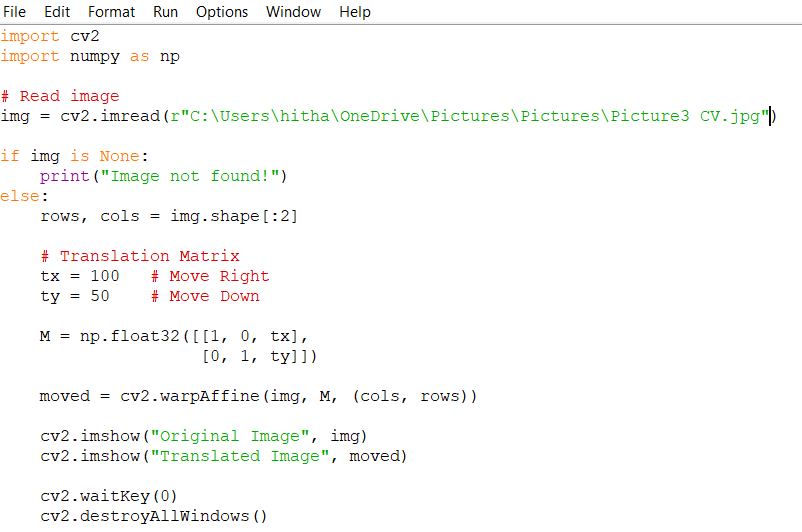 File Edit Format Run Options Window Help
import cv2
import numpy as np
# Read image
img = cv2.imread(r"C:\Users\hitha\OneDrive\Pictures\Pictures\Picture3 CV.jpg")
if img is None:
    print("Image not found!")
else:
    rows, cols = img.shape[:2]
    # Translation Matrix
    tx = 100   # Move Right
    ty = 50    # Move Down
    M = np.float32([[1, 0, tx],
                    [0, 1, ty]])
    moved = cv2.warpAffine(img, M, (cols, rows))
    cv2.imshow("Original Image", img)
    cv2.imshow("Translated Image", moved)
    cv2.waitKey(0)
    cv2.destroyAllWindows()